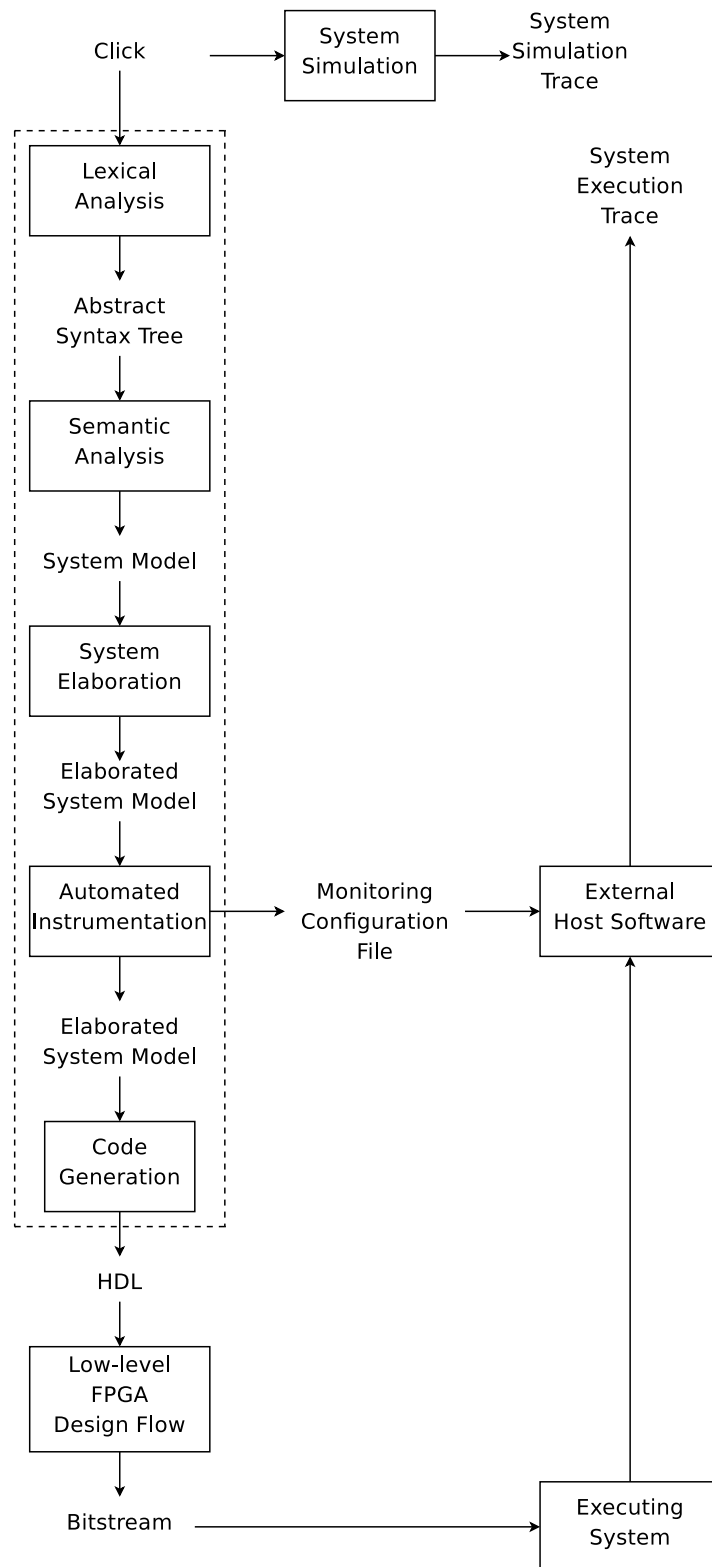 Click
System
Simulation
System
Simulation
Trace
Lexical
Analysis
System
Execution
Trace
Abstract
Syntax Tree
Semantic
Analysis
System Model
System
Elaboration
Elaborated
System Model
Automated
Instrumentation
Monitoring
Configuration
File
External
Host Software
Elaborated
System Model
Code
Generation
HDL
Low-level
FPGA
Design Flow
Bitstream
Executing
System